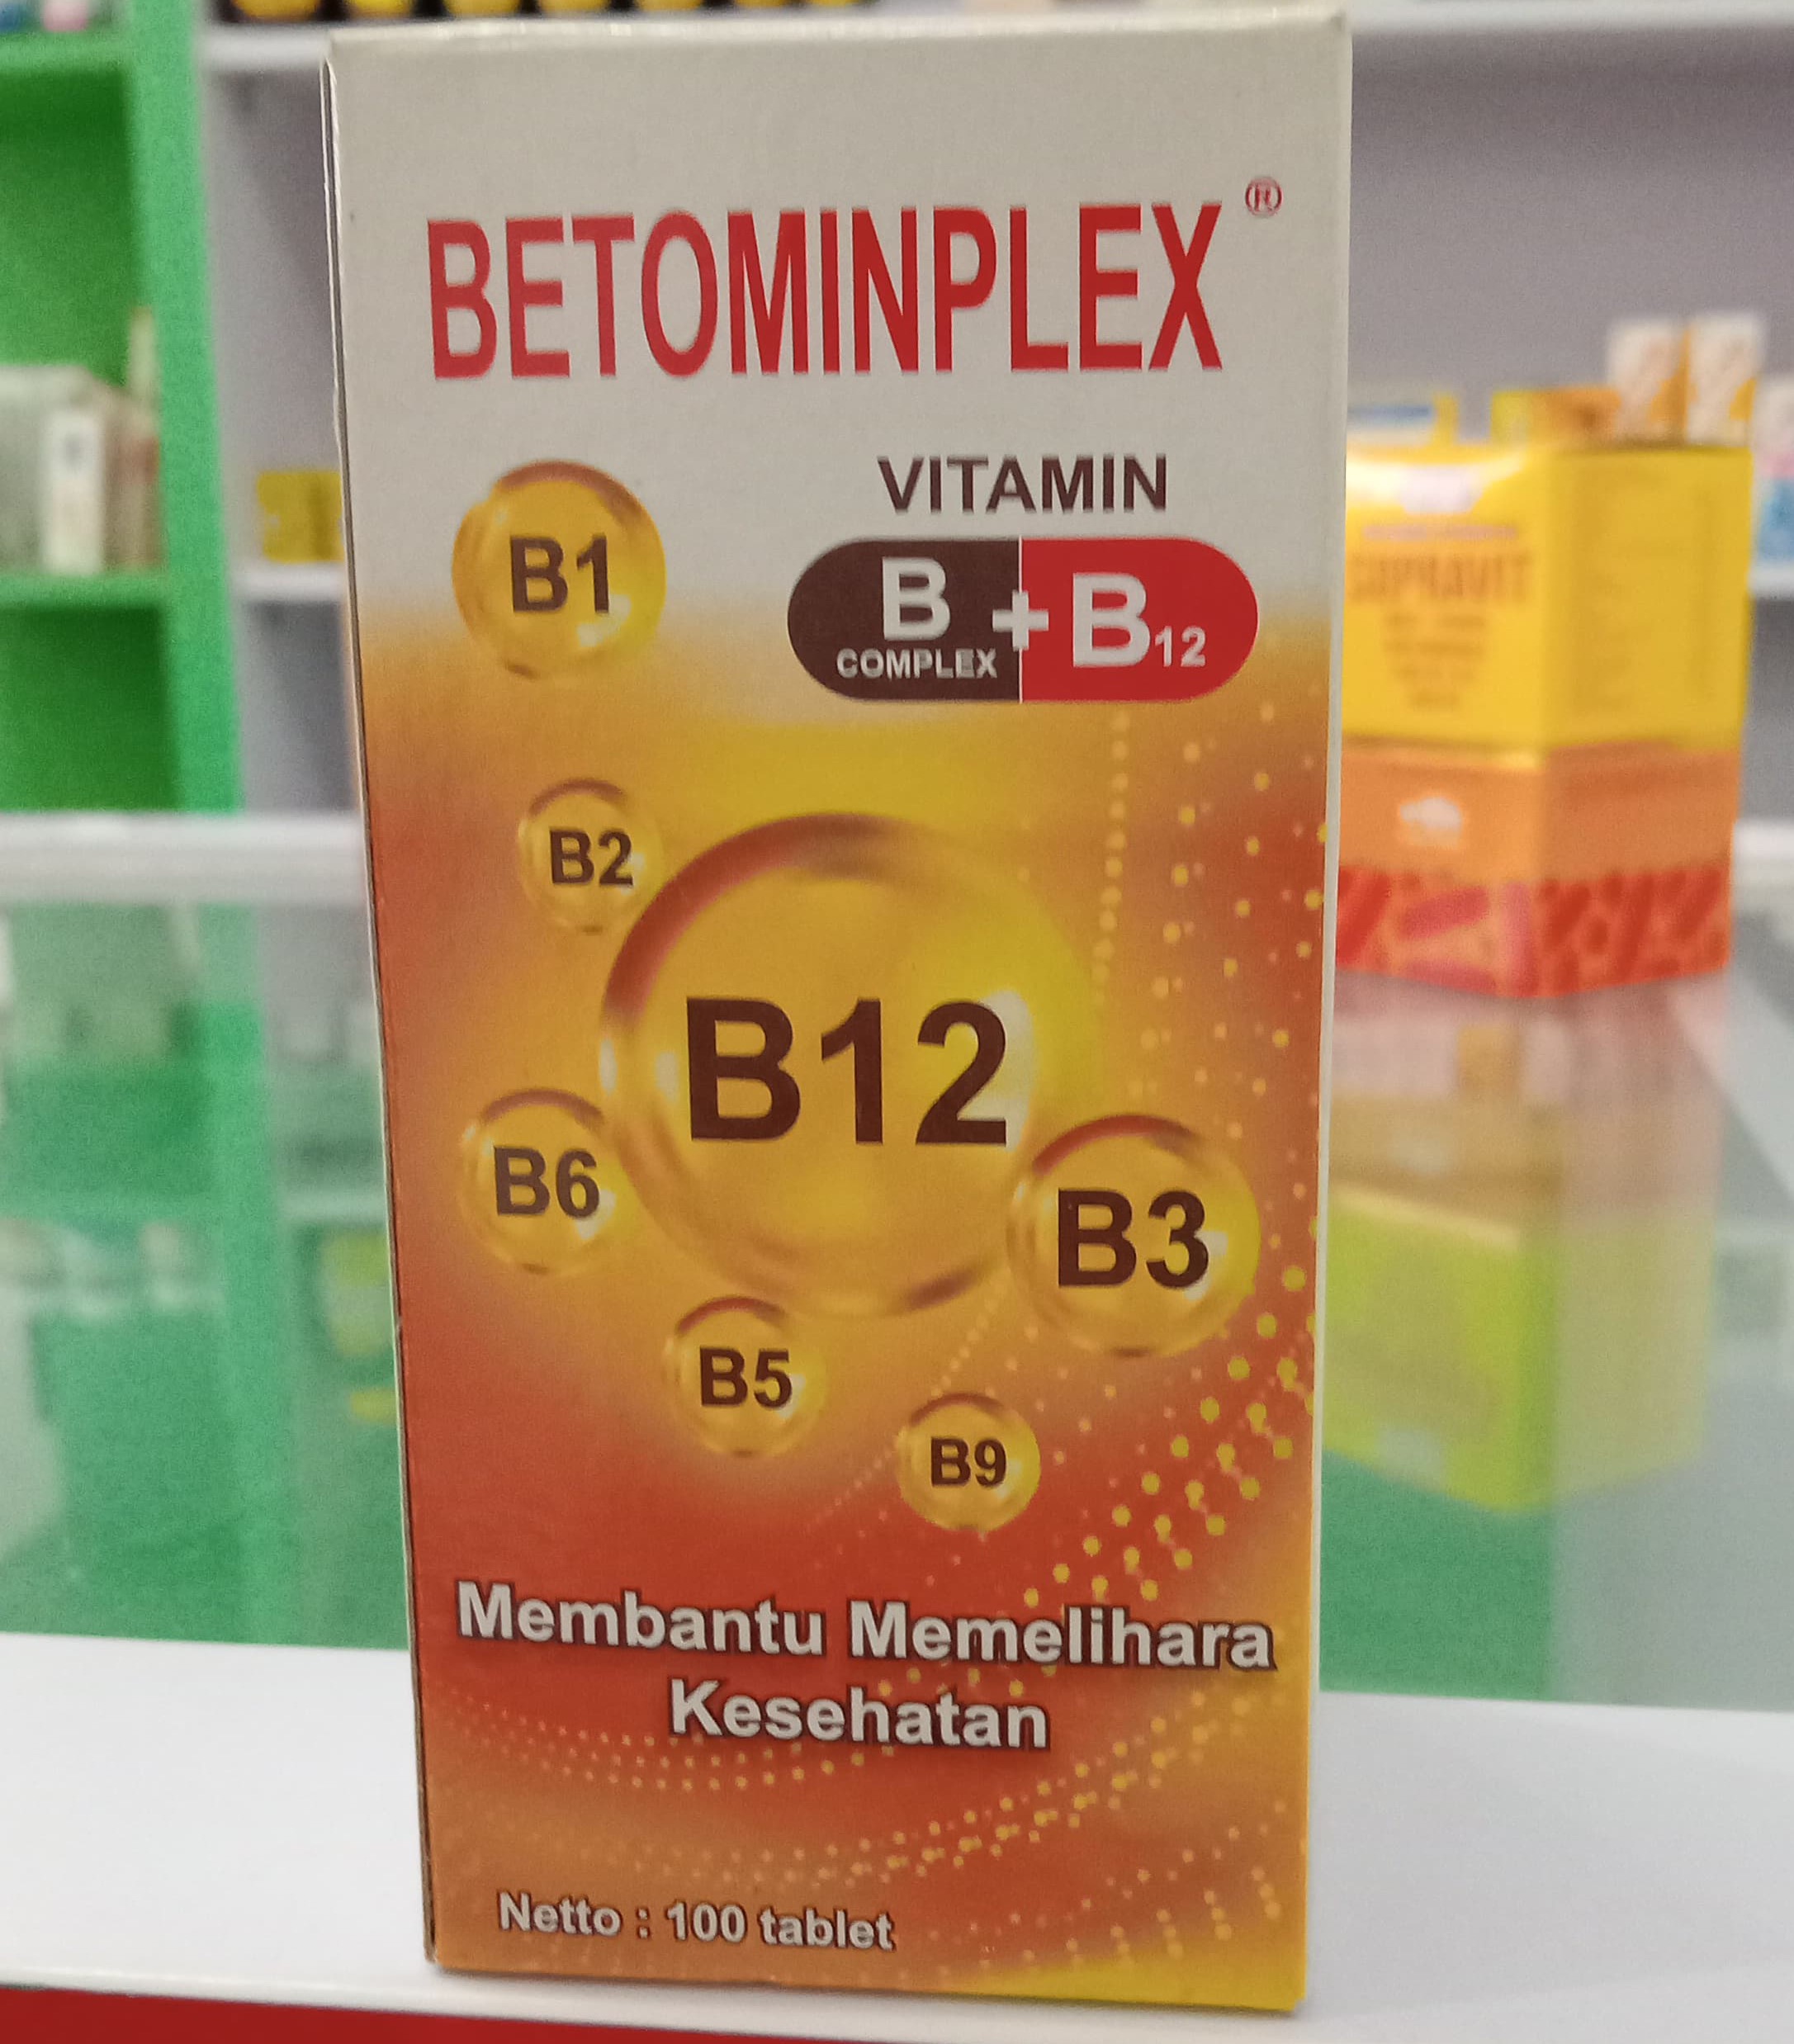 BETOMINPLEX ®
VITAMIN
B COMPLEX + B12
B1
B2
B12
B6
B3
B5
B9
Membantu Memelihara
Kesehatan
Netto : 100 tablet